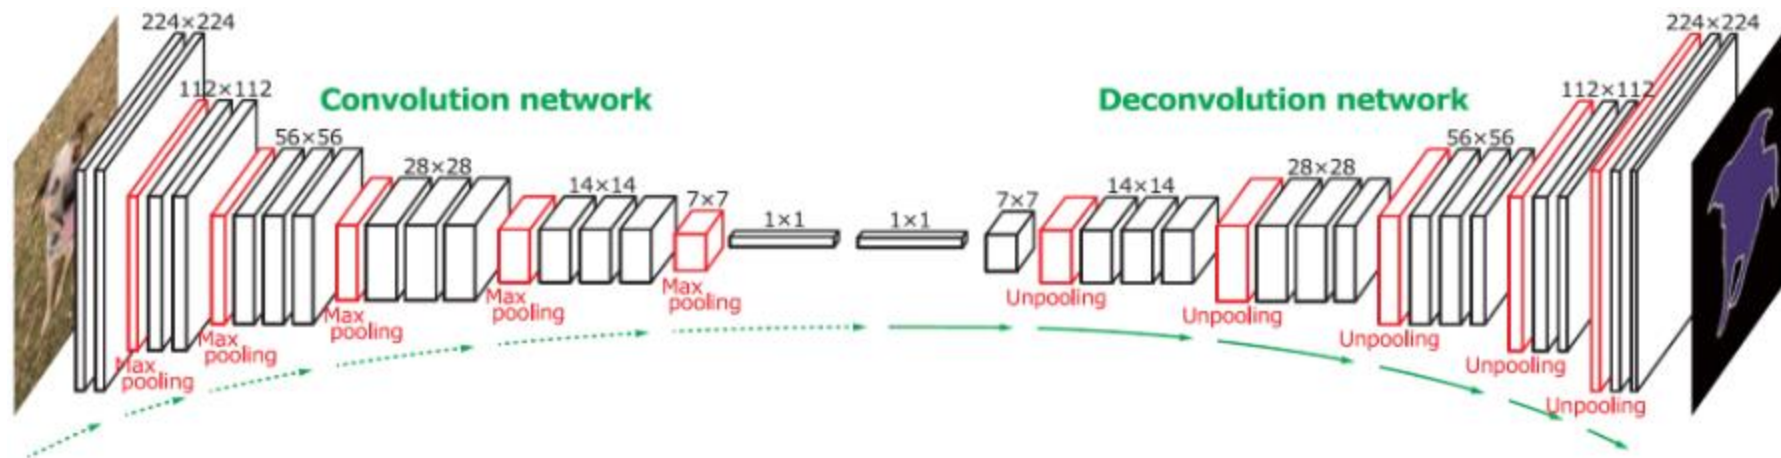 224×224
112×112
Convolution network
56×56
28×28
14×14
7×7
1×1
1×1
7×7
14×14
28×28
56×56
Deconvolution network
112×112
224×224
Max
pooling
Max
pooling
Max
pooling
Max
pooling
Max
pooling
Unpooling
Unpooling
Unpooling
Unpooling
Unpooling